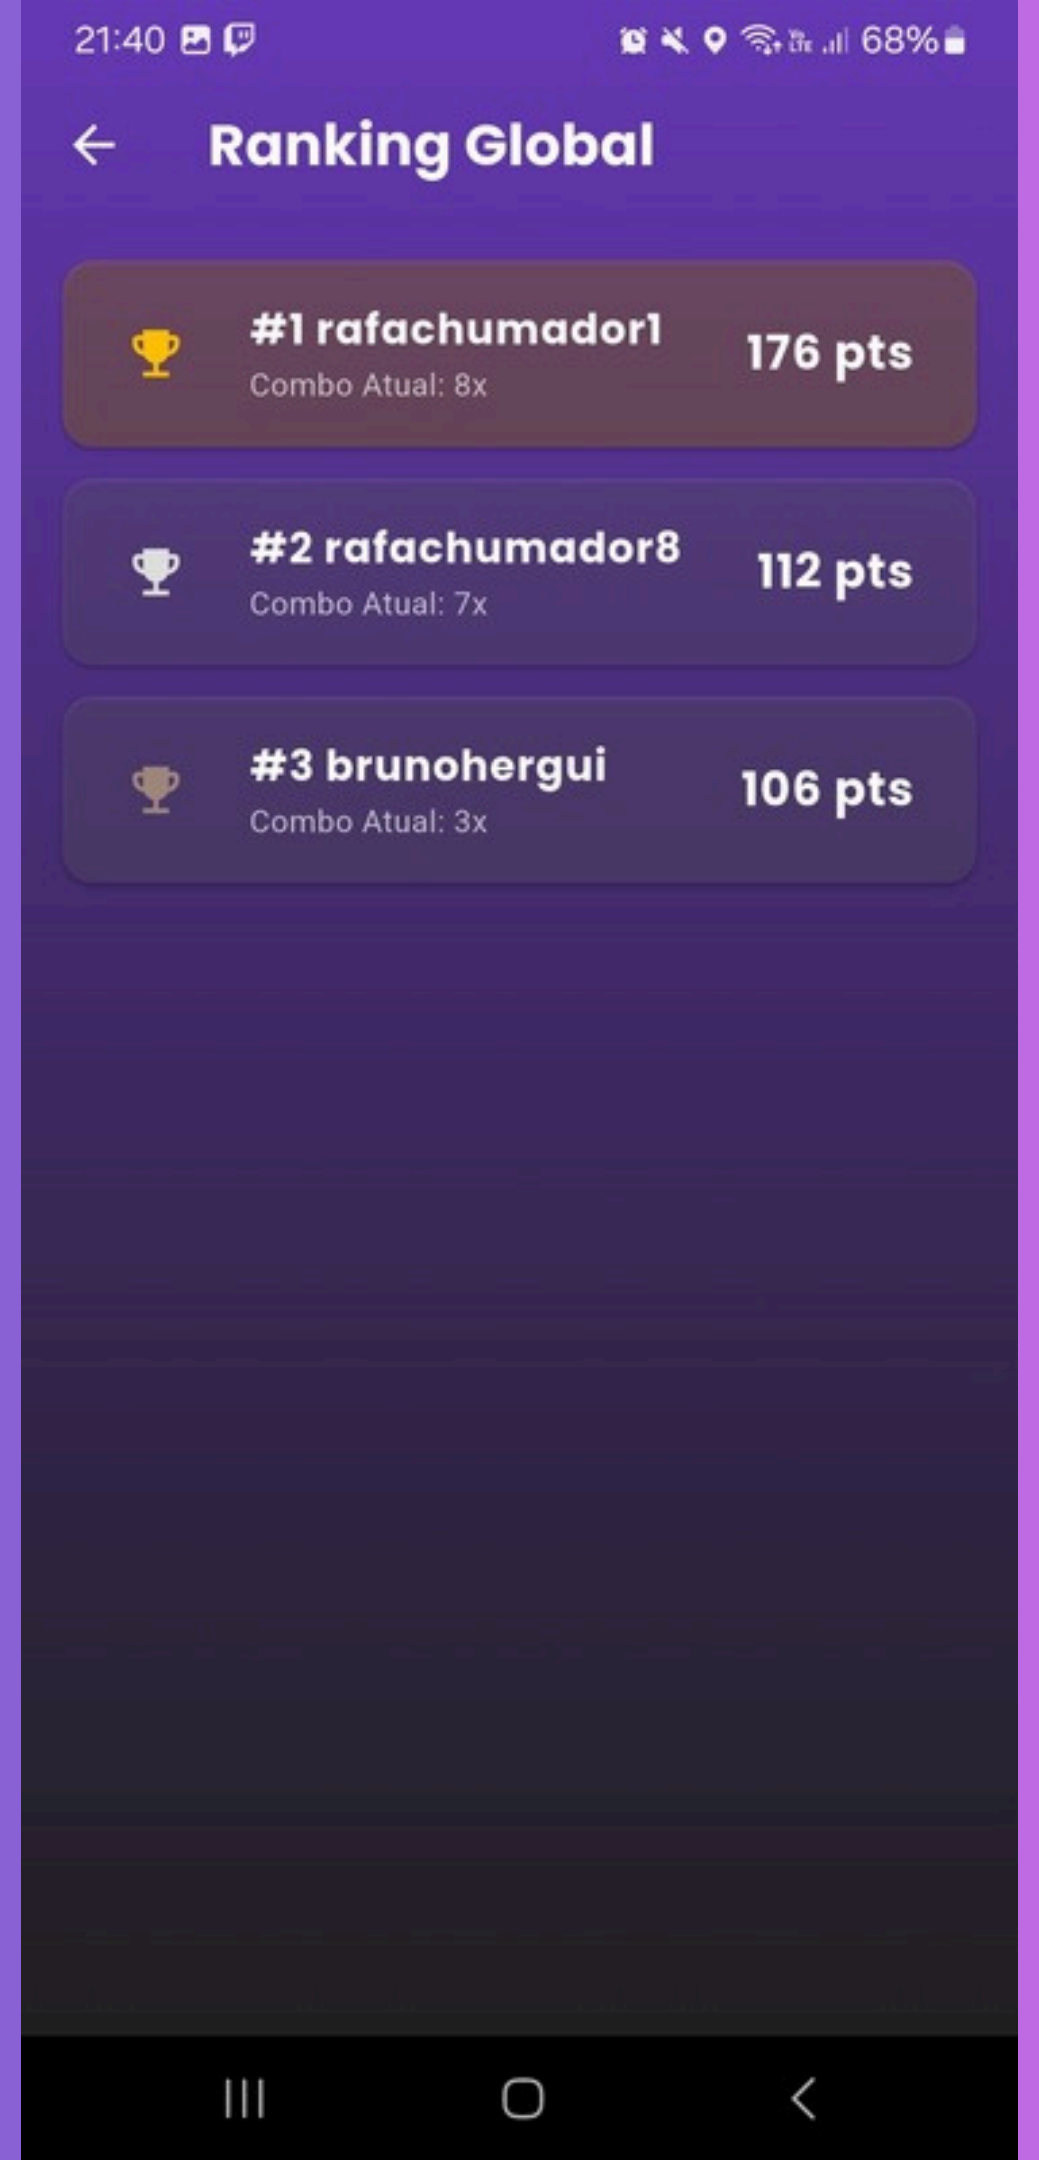 21:40 68%
Ranking Global
#1 rafachumador1
Combo Atual: 8x
176 pts
#2 rafachumador8
Combo Atual: 7x
112 pts
#3 brunohergui
Combo Atual: 3x
106 pts